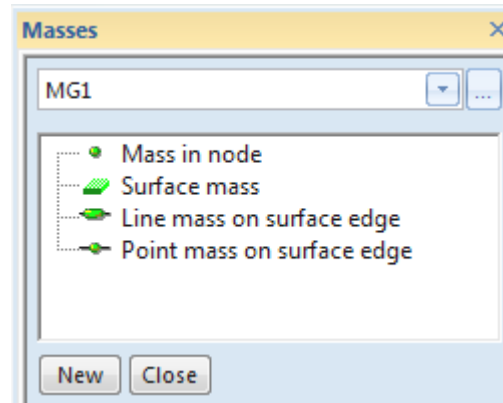 Masses
MG1
...
Mass in node
Surface mass
Line mass on surface edge
Point mass on surface edge
New Close